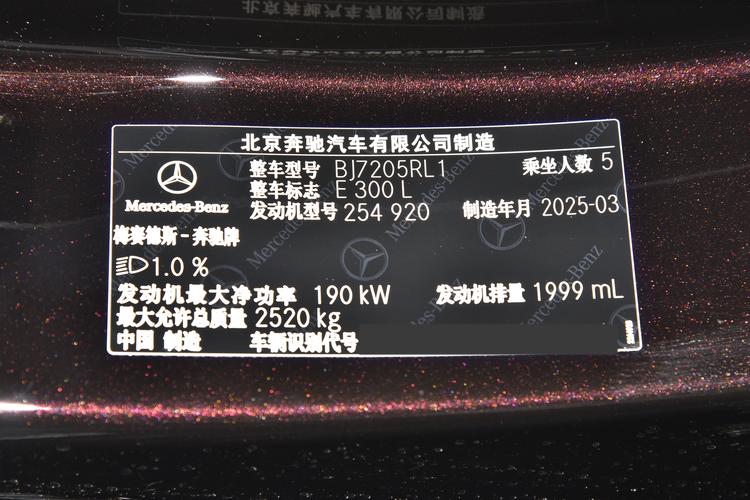 北京奔驰汽车有限公司制造
整车型号 BJ7205RL1 乘坐人数 5
整车标志 E 300 L
发动机型号 254 920 制造年月 2025-03
Mercedes-Benz
梅赛德斯-奔驰牌
1.0 %
发动机最大净功率 190 kW 发动机排量 1999 mL
最大允许总质量 2520 kg
中国 制造 车辆识别代号